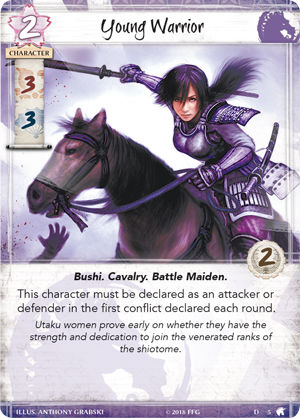 2
Young Warrior
CHARACTER
3
3
2
Bushi. Cavalry. Battle Maiden.
This character must be declared as an attacker or
defender in the first conflict declared each round.
Utaku women prove early on whether they have the
strength and dedication to join the venerated ranks of
the shiotome.
ILLUS. ANTHONY GRABSKI
© 2018 FFG
D 5